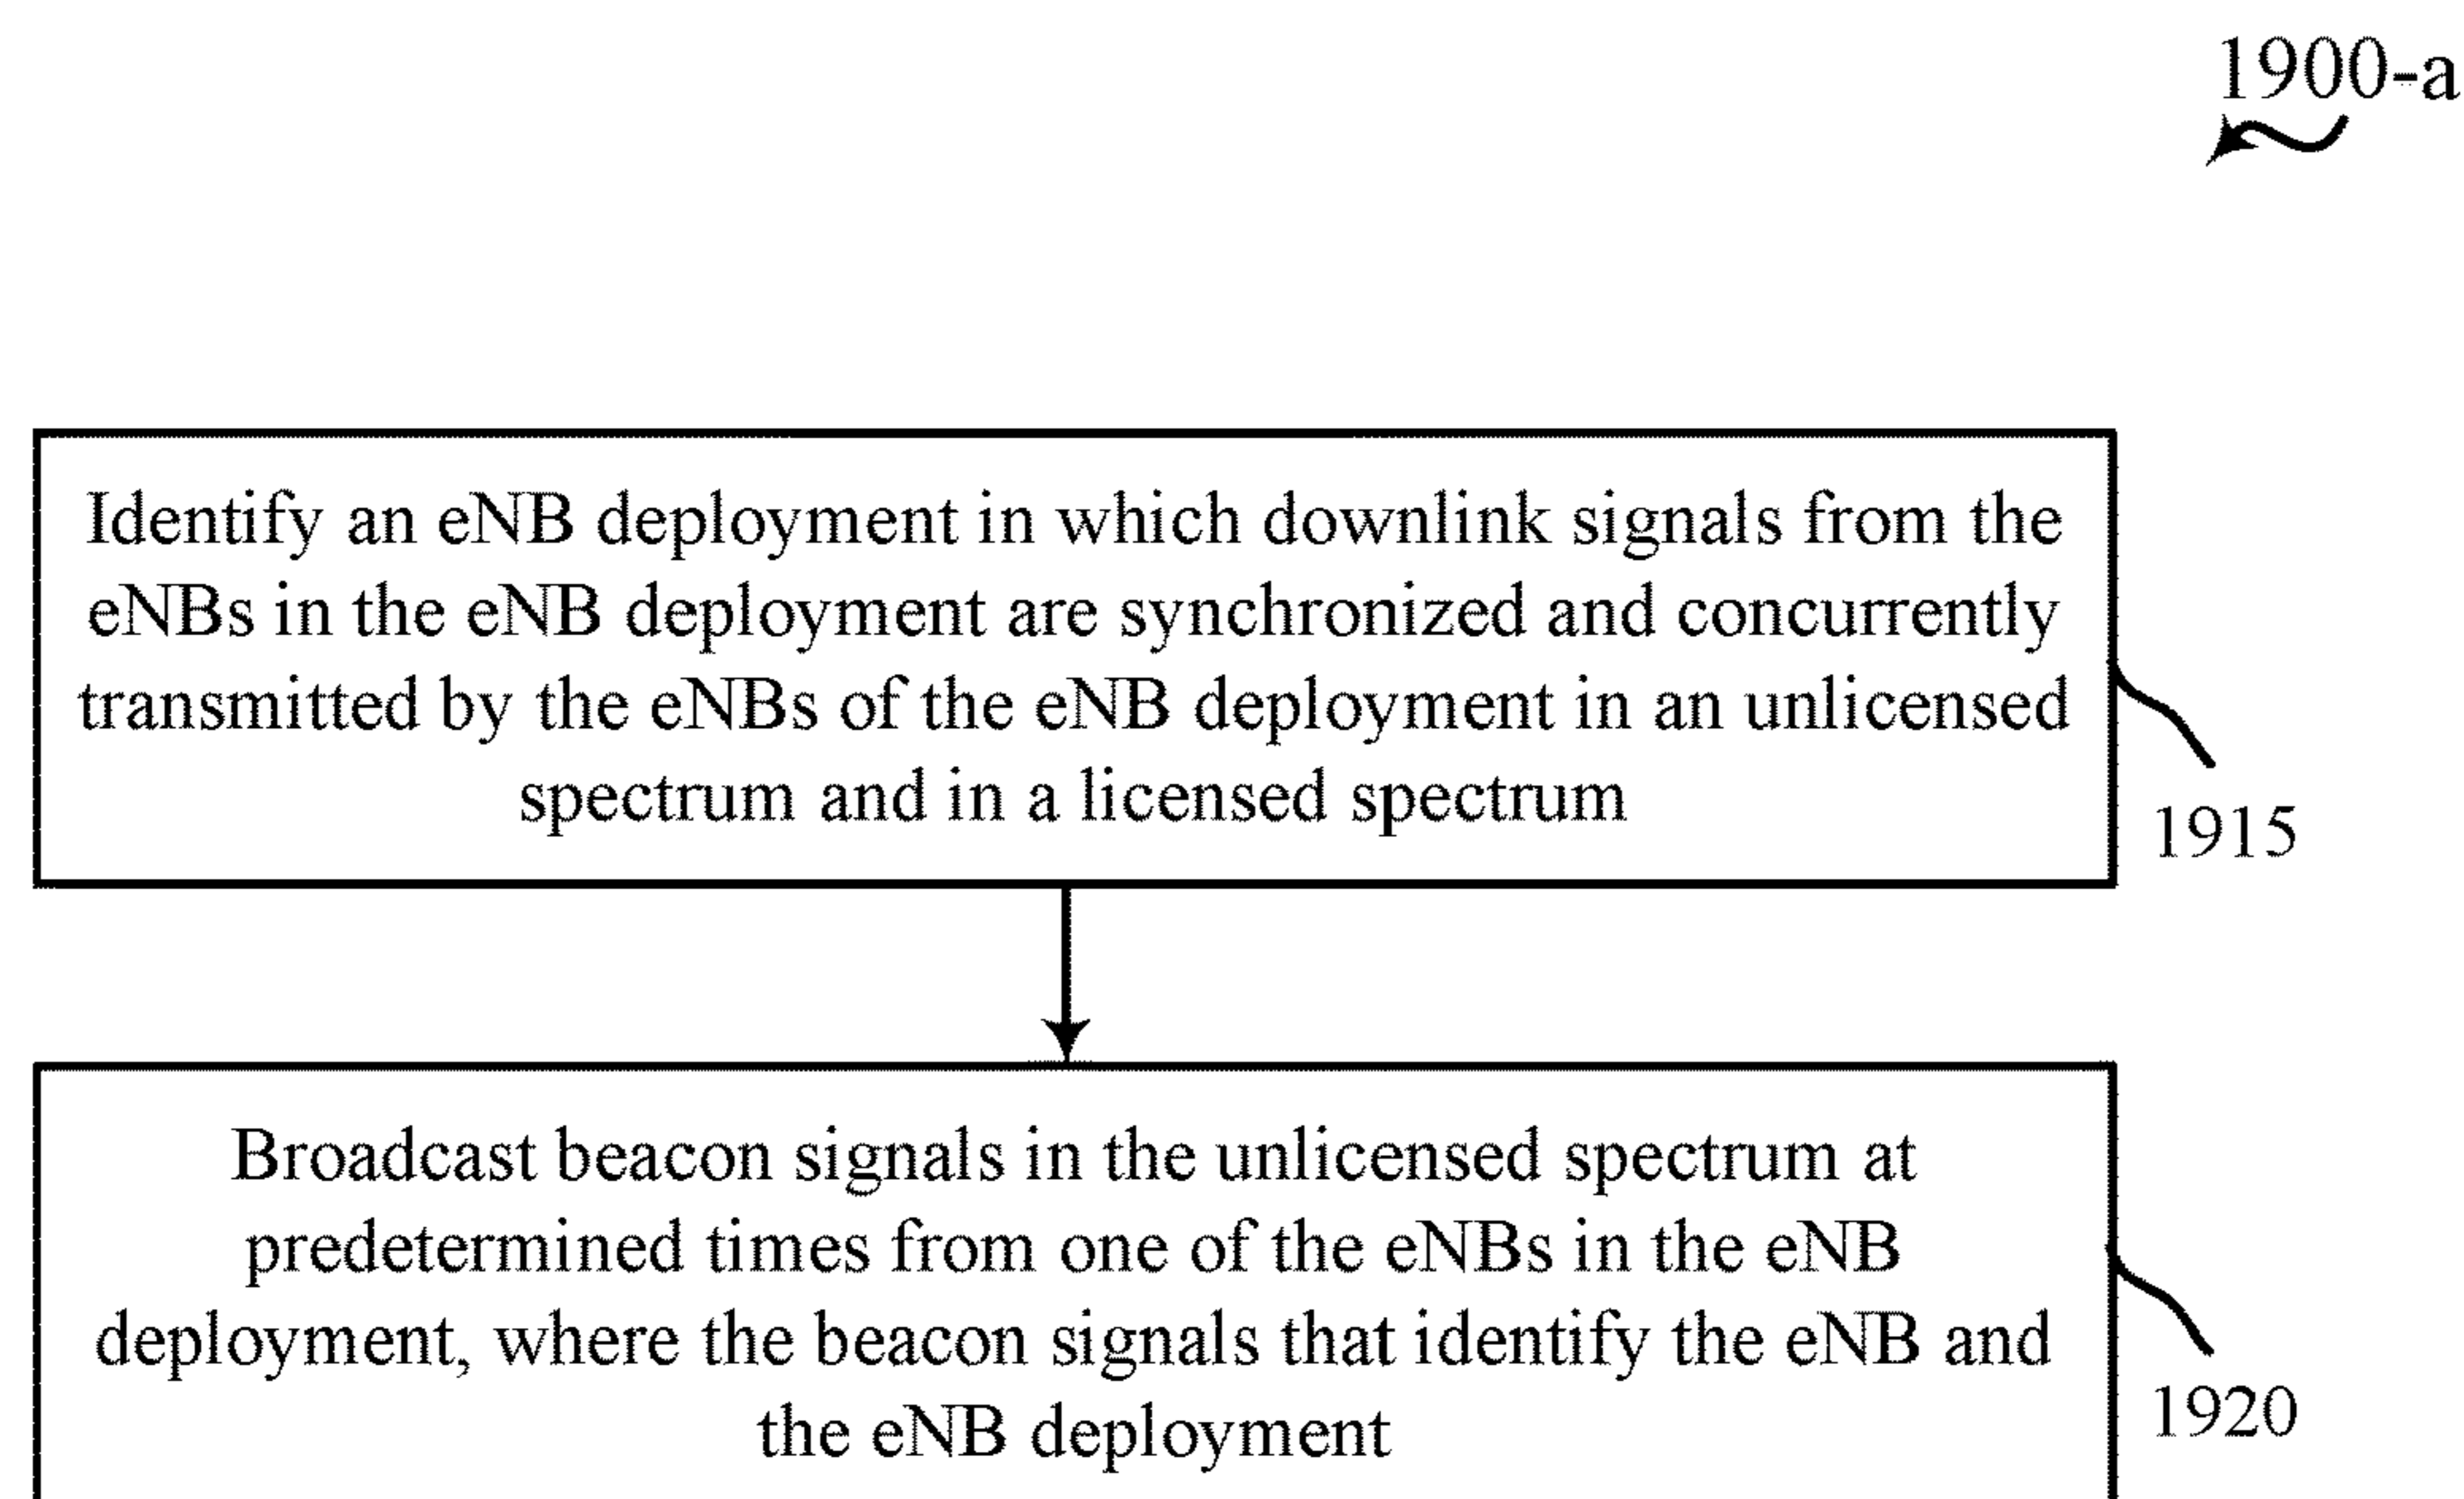 1900-a
Identify an eNB deployment in which downlink signals from the
eNBs in the eNB deployment are synchronized and concurrently
transmitted by the eNBs of the eNB deployment in an unlicensed
spectrum and in a licensed spectrum
1915
Broadcast beacon signals in the unlicensed spectrum at
predetermined times from one of the eNBs in the eNB
deployment, where the beacon signals that identify the eNB and
the eNB deployment
1920